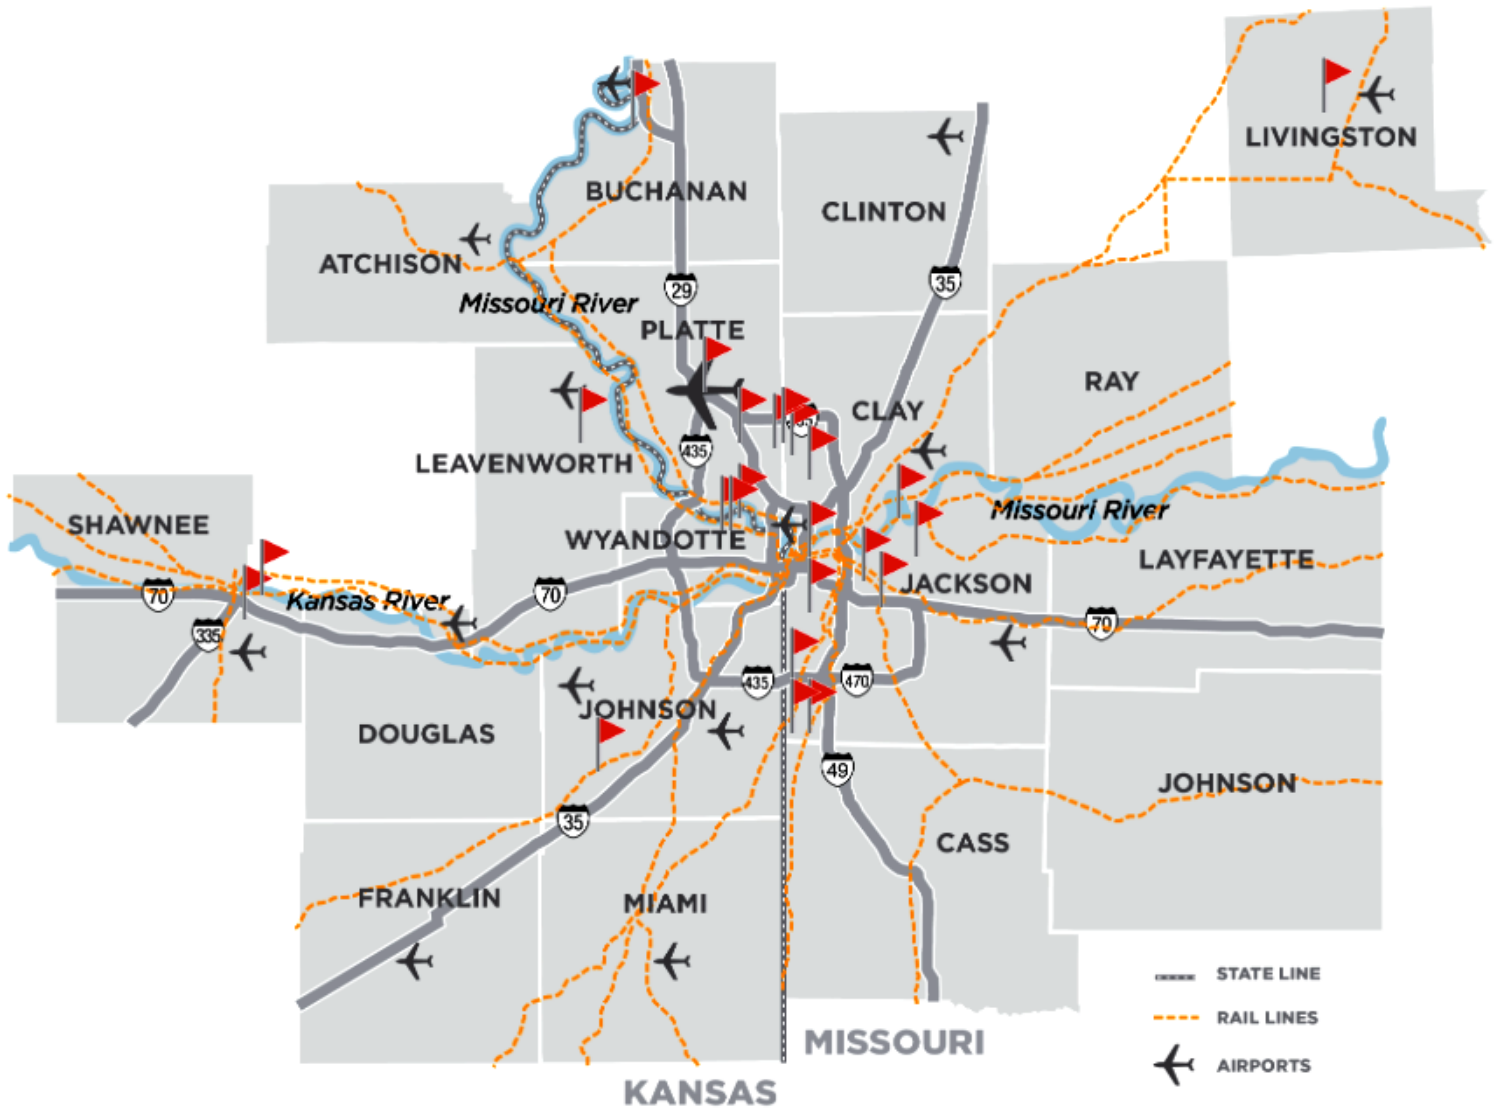 LIVINGSTON
BUCHANAN
CLINTON
ATCHISON
29
35
Missouri River
PLATTE
RAY
CLAY
435
LEAVENWORTH
SHAWNEE
Missouri River
WYANDOTTE
LAYFAYETTE
JACKSON
70
Kansas River
70
70
335
435
470
JOHNSON
DOUGLAS
49
JOHNSON
35
CASS
FRANKLIN
MIAMI
STATE LINE
RAIL LINES
MISSOURI
AIRPORTS
KANSAS